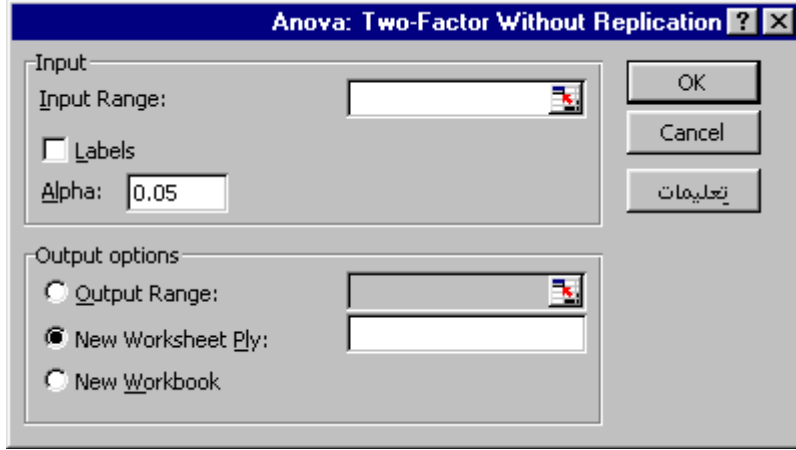 Anova: Two-Factor Without Replication
Input
Input Range:
Labels
Alpha: 0.05
OK
Cancel
تعليمات
Output options
Output Range:
New Worksheet Ply:
New Workbook